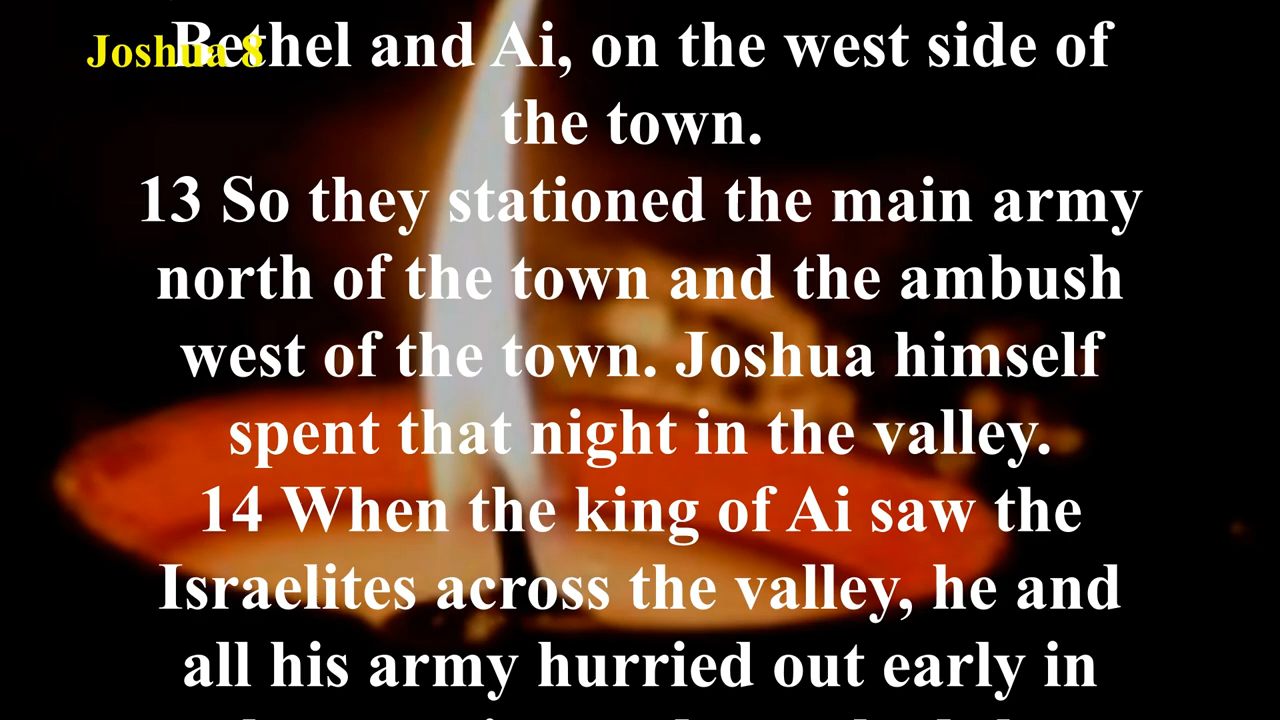 Joshua 8
Bethel and Ai, on the west side of
the town.
13 So they stationed the main army
north of the town and the ambush
west of the town. Joshua himself
spent that night in the valley.
14 When the king of Ai saw the
Israelites across the valley, he and
all his army hurried out early in